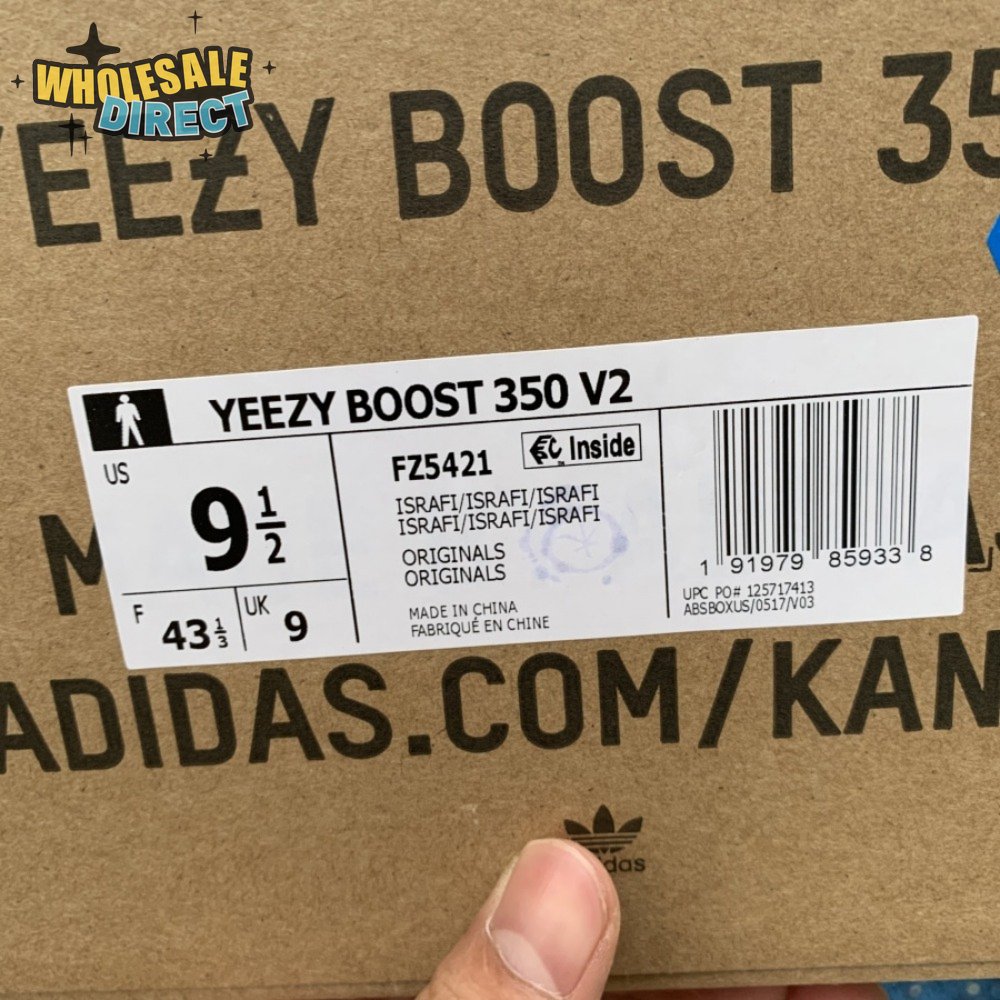 WHOLESALE
DIRECT
YEEZY BOOST 35
YEEZY BOOST 350 V2
US
9 1/2
F
43 1/3
UK
9
FZ5421
Inside
ISRAFI/ISRAFI/ISRAFI
ISRAFI/ISRAFI/ISRAFI
ORIGINALS
ORIGINALS
MADE IN CHINA
FABRIQUÉ EN CHINE
1 91979 85933 8
UPC PO# 125717413
ABSBOXUS/0517/V03
M
ADIDAS.COM/KAN